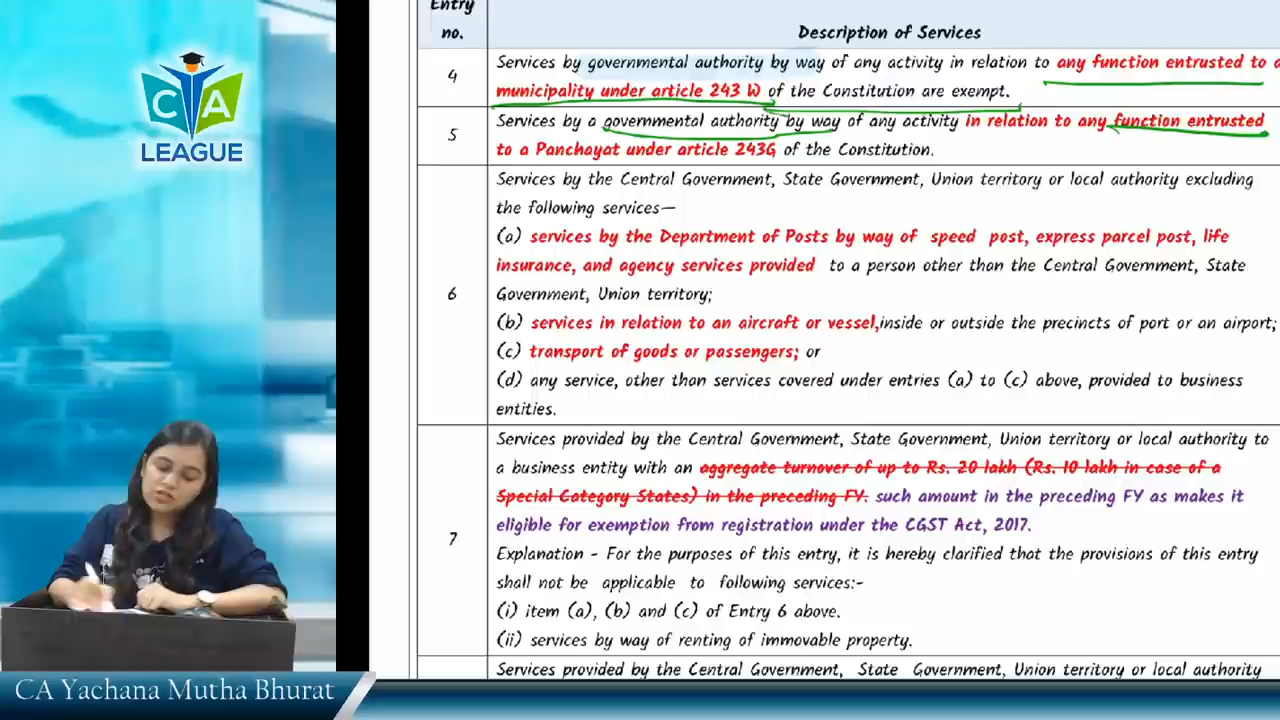 CA
LEAGUE
Entry
no.
Description of Services
4
Services by governmental authority by way of any activity in relation to any function entrusted to a
municipality under article 243 W of the Constitution are exempt.
5
Services by a governmental authority by way of any activity in relation to any function entrusted
to a Panchayat under article 243G of the Constitution.
6
Services by the Central Government, State Government, Union territory or local authority excluding
the following services—
(a) services by the Department of Posts by way of speed post, express parcel post, life
insurance, and agency services provided to a person other than the Central Government, State
Government, Union territory;
(b) services in relation to an aircraft or vessel,inside or outside the precincts of port or an airport;
(c) transport of goods or passengers; or
(d) any service, other than services covered under entries (a) to (c) above, provided to business
entities.
7
Services provided by the Central Government, State Government, Union territory or local authority to
a business entity with an aggregate turnover of up to Rs. 20 lakh (Rs. 10 lakh in case of a
Special Category States) in the preceding FY. such amount in the preceding FY as makes it
eligible for exemption from registration under the CGST Act, 2017.
Explanation - For the purposes of this entry, it is hereby clarified that the provisions of this entry
shall not be applicable to following services:-
(i) item (a), (b) and (c) of Entry 6 above.
(ii) services by way of renting of immovable property.
Services provided by the Central Government, State Government, Union territory or local authority
CA Yachana Mutha Bhurat